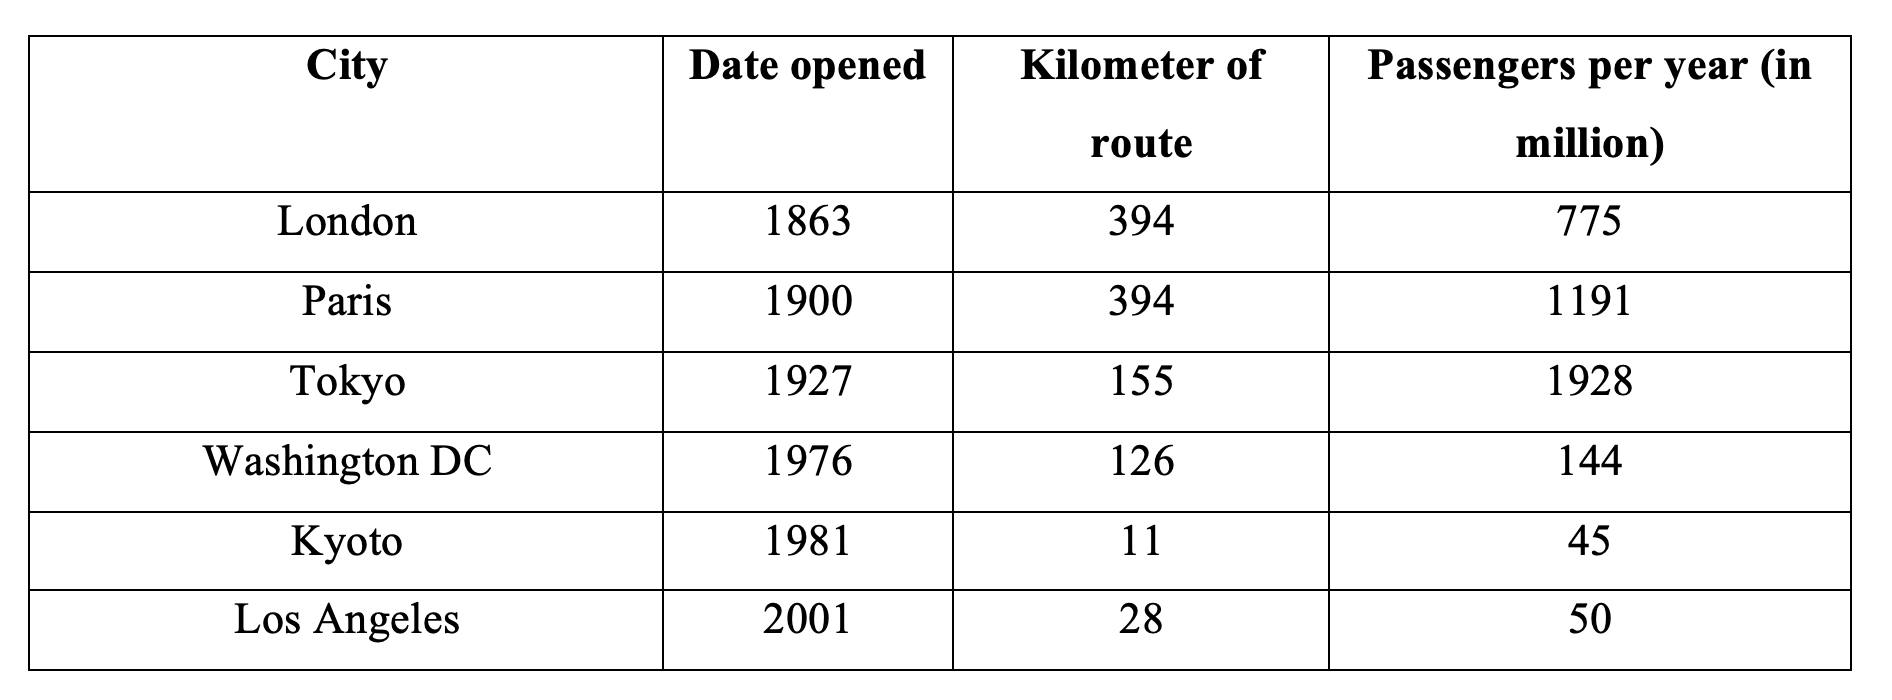 City Date opened Kilometer of route Passengers per year (in million)
London 1863 394 775
Paris 1900 394 1191
Tokyo 1927 155 1928
Washington DC 1976 126 144
Kyoto 1981 11 45
Los Angeles 2001 28 50